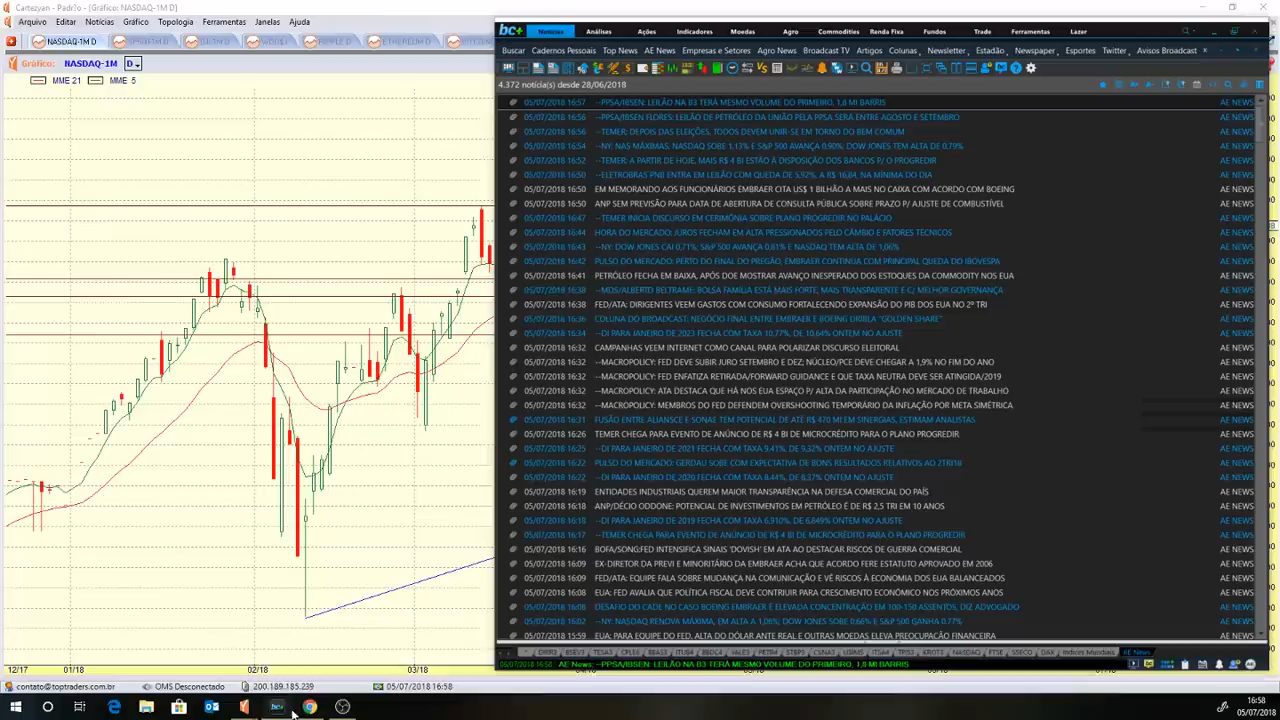 Cartezyan - Padr?o - [Gráfico: NASDAQ-1M D]
Arquivo Editar Notícias Gráfico Topologia Ferramentas Janelas Ajuda
NASDAQ-1M D
Gráfico: NASDAQ-1M D
MME 21 MME 5
12/17 01/18 02/18 03/18
contato@toptraders.com.br Us Desconectado 200.189.185.239 05/07/2018 16:58
bc+ Notícias Análises Ações Indicadores Moedas Agro Commodities Renda Fixa Fundos Trade Ferramentas Lazer
Buscar Cadernos Pessoais Top News AE News Empresas e Setores Agro News Broadcast TV Artigos Colunas Newsletter Estadão Newspaper Esportes Twitter Avisos Broadcast
4.372 notícia(s) desde 28/06/2018
05/07/2018 16:57 --PPSA/IBSEN: LEILÃO NA B3 TERÁ MESMO VOLUME DO PRIMEIRO, 1,8 MI BARRIS AE NEWS
05/07/2018 16:56 --PPSA/IBSEN FLORES: LEILÃO DE PETRÓLEO DA UNIÃO PELA PPSA SERÁ ENTRE AGOSTO E SETEMBRO AE NEWS
05/07/2018 16:56 --TEMER: DEPOIS DAS ELEIÇÕES, TODOS DEVEM UNIR-SE EM TORNO DO BEM COMUM AE NEWS
05/07/2018 16:54 --NY: NAS MÁXIMAS, NASDAQ SOBE 1,13% E S&P 500 AVANÇA 0,90%; DOW JONES TEM ALTA DE 0,79% AE NEWS
05/07/2018 16:52 --TEMER: A PARTIR DE HOJE, MAIS R$ 4 BI ESTÃO À DISPOSIÇÃO DOS BANCOS P/ O PROGREDIR AE NEWS
05/07/2018 16:50 --ELETROBRAS PNB ENTRA EM LEILÃO COM QUEDA DE 5,92%, A R$ 16,84, NA MÍNIMA DO DIA AE NEWS
05/07/2018 16:50 EM MEMORANDO AOS FUNCIONÁRIOS EMBRAER CITA US$ 1 BILHÃO A MAIS NO CAIXA COM ACORDO COM BOEING AE NEWS
05/07/2018 16:50 ANP SEM PREVISÃO PARA DATA DE ABERTURA DE CONSULTA PÚBLICA SOBRE PRAZO P/ AJUSTE DE COMBUSTÍVEL AE NEWS
05/07/2018 16:47 --TEMER INICIA DISCURSO EM CERIMÔNIA SOBRE PLANO PROGREDIR NO PALÁCIO AE NEWS
05/07/2018 16:44 HORA DO MERCADO: JUROS FECHAM EM ALTA PRESSIONADOS PELO CÂMBIO E FATORES TÉCNICOS AE NEWS
05/07/2018 16:43 --NY: DOW JONES CAI 0,71%; S&P 500 AVANÇA 0,81% E NASDAQ TEM ALTA DE 1,06% AE NEWS
05/07/2018 16:42 PULSO DO MERCADO: PERTO DO FINAL DO PREGÃO, EMBRAER CONTINUA COM PRINCIPAL QUEDA DO IBOVESPA AE NEWS
05/07/2018 16:41 PETRÓLEO FECHA EM BAIXA, APÓS DOE MOSTRAR AVANÇO INESPERADO DOS ESTOQUES DA COMMODITY NOS EUA AE NEWS
05/07/2018 16:38 --MDS/ALBERTO BELTRAME: BOLSA FAMÍLIA ESTÁ MAIS FORTE, MAIS TRANSPARENTE E C/ MELHOR GOVERNANÇA AE NEWS
05/07/2018 16:38 FED/ATA: DIRIGENTES VEEM GASTOS COM CONSUMO FORTALECENDO EXPANSÃO DO PIB DOS EUA NO 2º TRI AE NEWS
05/07/2018 16:36 COLUNA DO BROADCAST: NEGÓCIO FINAL ENTRE EMBRAER E BOEING DRIBLA "GOLDEN SHARE" AE NEWS
05/07/2018 16:34 --DI PARA JANEIRO DE 2023 FECHA COM TAXA 10,77%, DE 10,64% ONTEM NO AJUSTE AE NEWS
05/07/2018 16:32 CAMPANHAS VEEM INTERNET COMO CANAL PARA POLARIZAR DISCURSO ELEITORAL AE NEWS
05/07/2018 16:32 --MACROPOLICY: FED DEVE SUBIR JURO SETEMBRO E DEZ; NÚCLEO/PCE DEVE CHEGAR A 1,9% NO FIM DO ANO AE NEWS
05/07/2018 16:32 --MACROPOLICY: FED ENFATIZA RETIRADA/FORWARD GUIDANCE E QUE TAXA NEUTRA DEVE SER ATINGIDA/2019 AE NEWS
05/07/2018 16:32 --MACROPOLICY: ATA DESTACA QUE HÁ NOS EUA ESPAÇO P/ ALTA DA PARTICIPAÇÃO NO MERCADO DE TRABALHO AE NEWS
05/07/2018 16:32 --MACROPOLICY: MEMBROS DO FED DEFENDEM OVERSHOOTING TEMPORÁRIO DA INFLAÇÃO POR META SIMÉTRICA AE NEWS
05/07/2018 16:31 FUSÃO ENTRE ALIANSCE E SONAE TEM POTENCIAL DE ATÉ R$ 470 MI EM SINERGIAS, ESTIMAM ANALISTAS AE NEWS
05/07/2018 16:26 TEMER CHEGA PARA EVENTO DE ANÚNCIO DE R$ 4 BI DE MICROCRÉDITO PARA O PLANO PROGREDIR AE NEWS
05/07/2018 16:25 --DI PARA JANEIRO DE 2021 FECHA COM TAXA 9,41%, DE 9,32% ONTEM NO AJUSTE AE NEWS
05/07/2018 16:22 PULSO DO MERCADO: GERDAU SOBE COM EXPECTATIVA DE BONS RESULTADOS RELATIVOS AO 2TRI18 AE NEWS
05/07/2018 16:22 --DI PARA JANEIRO DE 2020 FECHA COM TAXA 8,44%, DE 8,37% ONTEM NO AJUSTE AE NEWS
05/07/2018 16:19 ENTIDADES INDUSTRIAIS QUEREM MAIOR TRANSPARÊNCIA NA DEFESA COMERCIAL DO PAÍS AE NEWS
05/07/2018 16:18 ANP/DÉCIO ODDONE: POTENCIAL DE INVESTIMENTOS EM PETRÓLEO É DE R$ 2,5 TRI EM 10 ANOS AE NEWS
05/07/2018 16:18 --DI PARA JANEIRO DE 2019 FECHA COM TAXA 6,910%, DE 6,849% ONTEM NO AJUSTE AE NEWS
05/07/2018 16:17 --TEMER CHEGA PARA EVENTO DE ANÚNCIO DE R$ 4 BI DE MICROCRÉDITO PARA O PLANO PROGREDIR AE NEWS
05/07/2018 16:16 BOFA/SONG:FED INTENSIFICA SINAIS 'DOVISH' EM ATA AO DESTACAR RISCOS DE GUERRA COMERCIAL AE NEWS
05/07/2018 16:09 EX-DIRETOR DA PREVI E MINORITÁRIO DA EMBRAER ACHA QUE ACORDO FERE ESTATUTO APROVADO EM 2006 AE NEWS
05/07/2018 16:09 FED/ATA: EQUIPE FALA SOBRE MUDANÇA NA COMUNICAÇÃO E VÊ RISCOS À ECONOMIA DOS EUA BALANCEADOS AE NEWS
05/07/2018 16:08 EUA: FED AVALIA QUE POLÍTICA FISCAL DEVE CONTRIUIR PARA CRESCIMENTO ECONÔMICO NOS PRÓXIMOS ANOS AE NEWS
05/07/2018 16:08 DESAFIO DO CADE NO CASO BOEING EMBRAER É ELEVADA CONCENTRAÇÃO EM 100-150 ASSENTOS, DIZ ADVOGADO AE NEWS
05/07/2018 16:02 --NY: NASDAQ RENOVA MÁXIMA, EM ALTA A 1,06%; DOW JONES SOBE 0,66% E S&P 500 GANHA 0,77% AE NEWS
05/07/2018 15:59 EUA: PARA EQUIPE DO FED, ALTA DO DÓLAR ANTE REAL E OUTRAS MOEDAS ELEVA PREOCUPAÇÃO FINANCEIRA AE NEWS
NASDAQ FTSE SSECO DAX Indices Mundiais AE News
05/07/2018 16:58 AE News: --PPSA/IBSEN: LEILÃO NA B3 TERÁ MESMO VOLUME DO PRIMEIRO, 1,8 MI BARRIS
bc+
16:58
05/07/2018